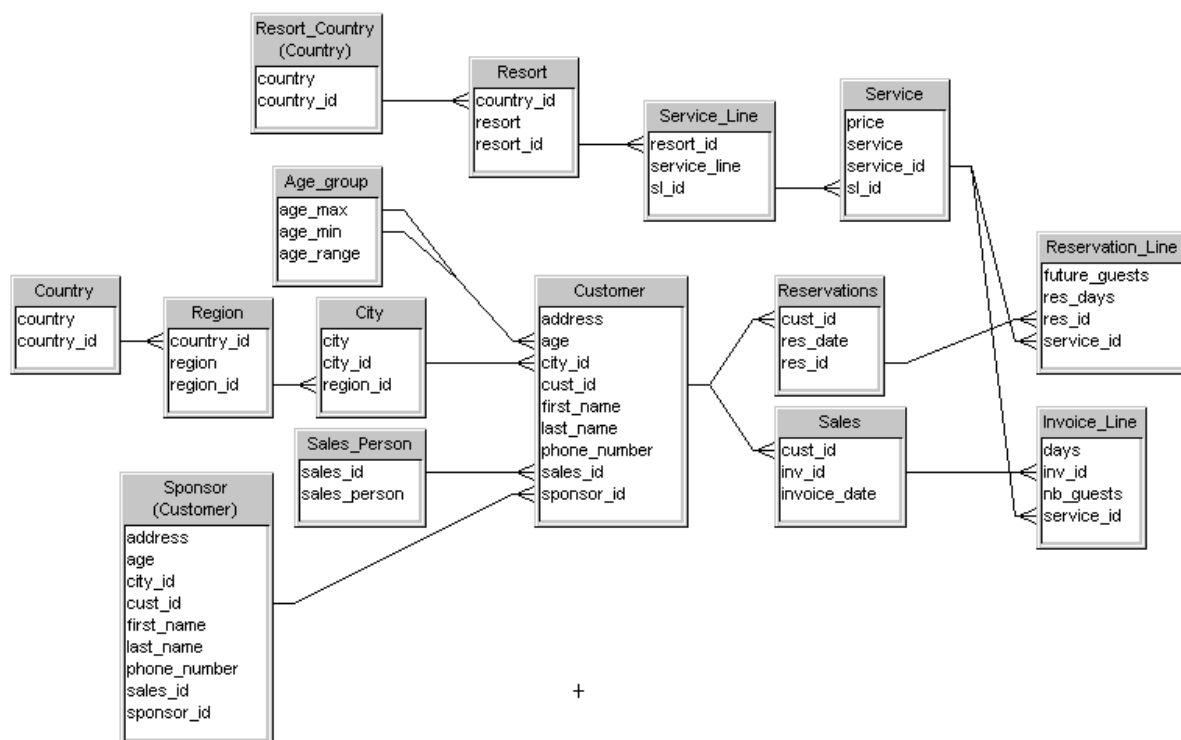 Resort_Country
(Country)
country
country_id
Resort
country_id
resort
resort_id
Service_Line
resort_id
service_line
sl_id
Service
price
service
service_id
sl_id
Age_group
age_max
age_min
age_range
Reservation_Line
future_guests
res_days
res_id
service_id
Country
country
country_id
Region
country_id
region
region_id
City
city
city_id
region_id
Customer
address
age
city_id
cust_id
first_name
last_name
phone_number
sales_id
sponsor_id
Reservations
cust_id
res_date
res_id
Sales_Person
sales_id
sales_person
Sales
cust_id
inv_id
invoice_date
Invoice_Line
days
inv_id
nb_guests
service_id
Sponsor
(Customer)
address
age
city_id
cust_id
first_name
last_name
phone_number
sales_id
sponsor_id